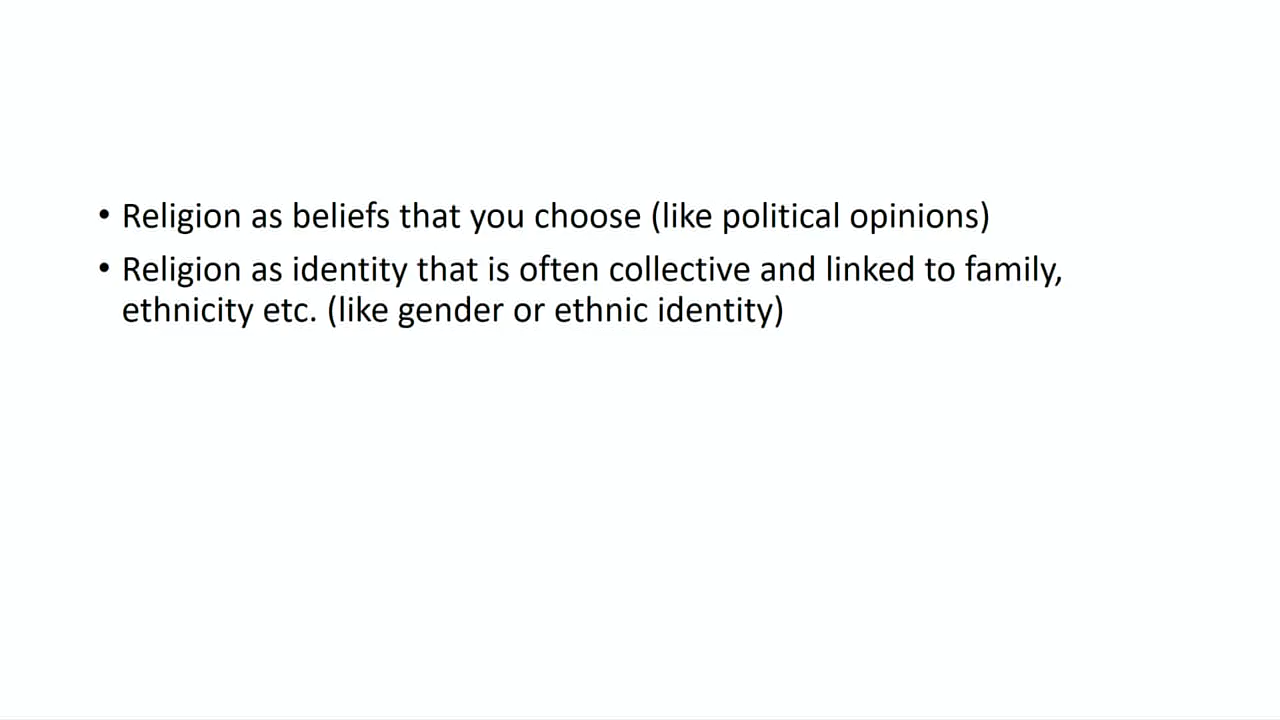 • Religion as beliefs that you choose (like political opinions)
• Religion as identity that is often collective and linked to family,
ethnicity etc. (like gender or ethnic identity)